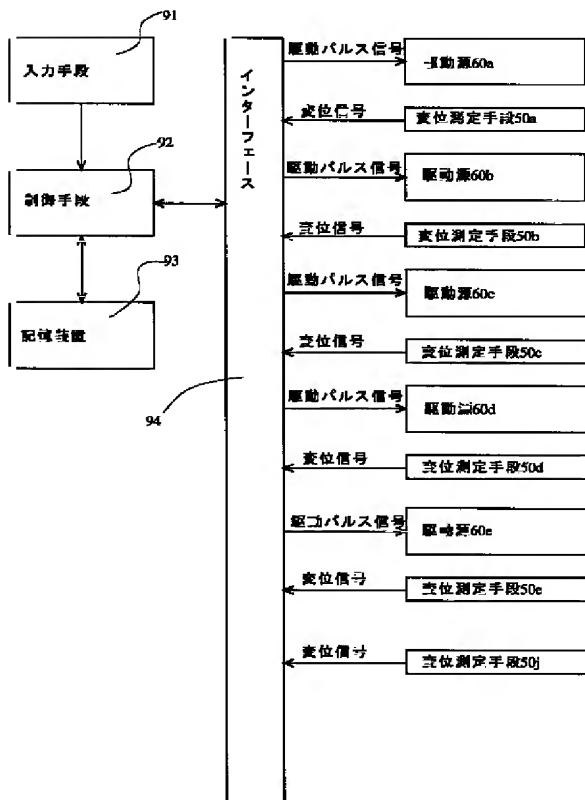 91
入力手段
92
制御手段
93
記憶装置
94
インターフェース
駆動パルス信号
駆動源60a
変位信号
変位測定手段50a
駆動パルス信号
駆動源60b
変位信号
変位測定手段50b
駆動パルス信号
駆動源60c
変位信号
変位測定手段50c
駆動パルス信号
駆動源60d
変位信号
変位測定手段50d
駆動パルス信号
駆動源60e
変位信号
変位測定手段50e
変位信号
変位測定手段50j